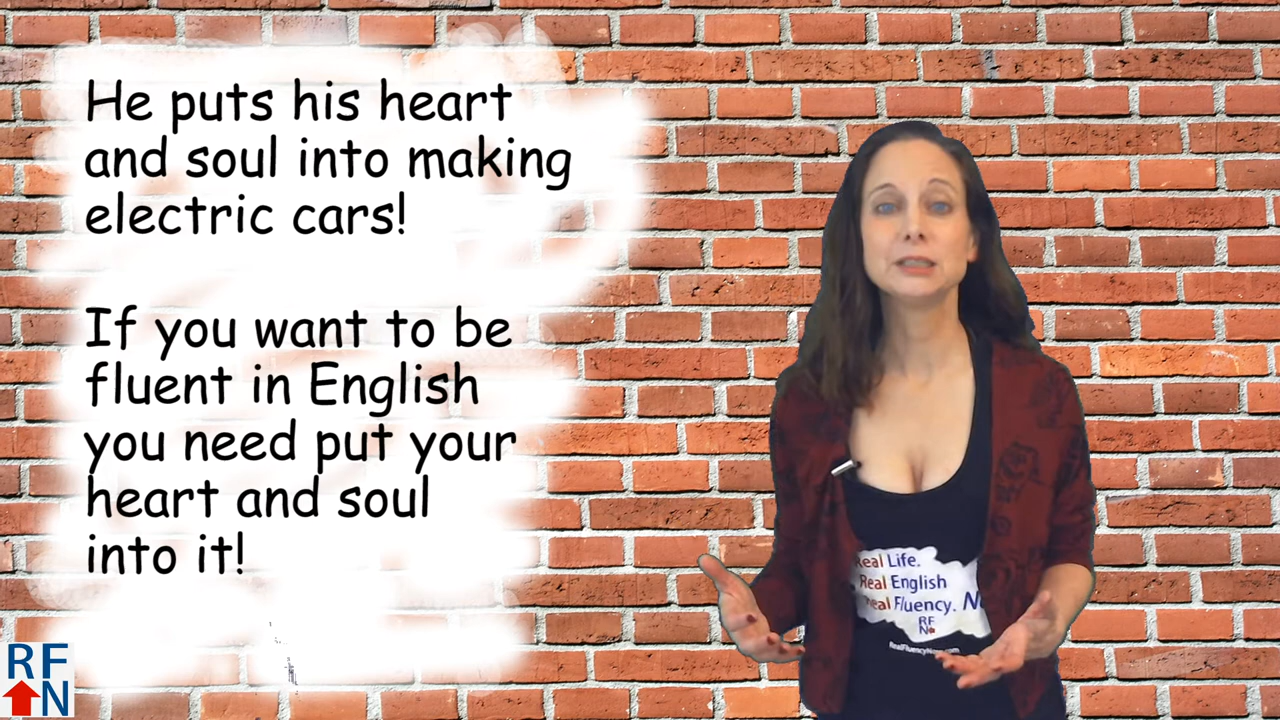 He puts his heart
and soul into making
electric cars!
If you want to be
fluent in English
you need put your
heart and soul
into it!
Real Life.
Real English
Real Fluency.
RF
N
RealFluencyNow.com
RF
N